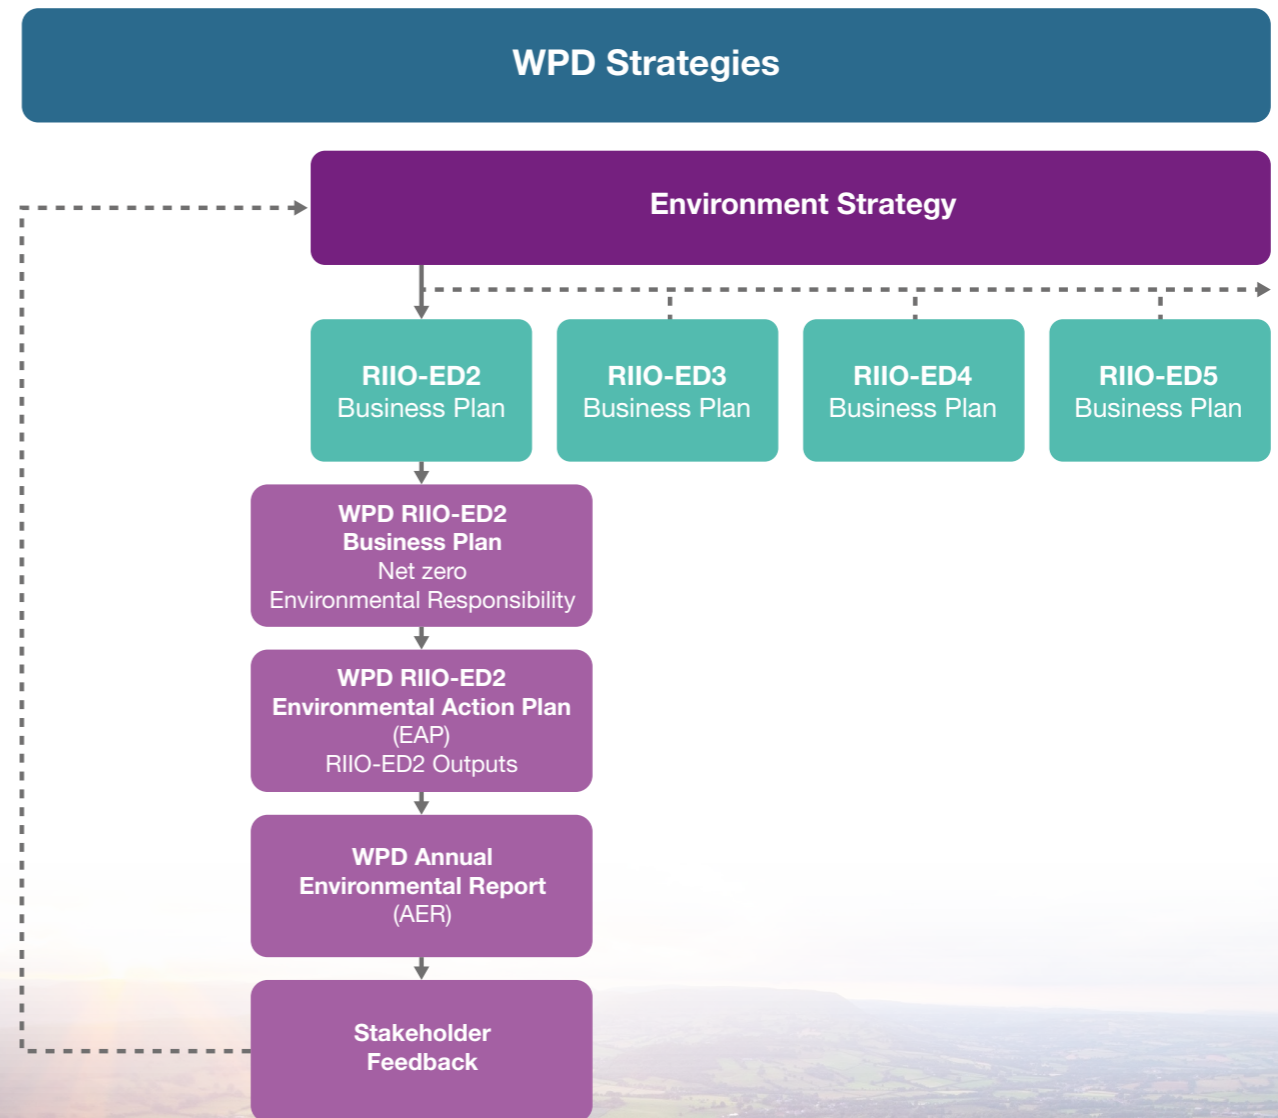 WPD Strategies
Environment Strategy
RIIO-ED2
Business Plan
RIIO-ED3
Business Plan
RIIO-ED4
Business Plan
RIIO-ED5
Business Plan
WPD RIIO-ED2
Business Plan
Net zero
Environmental Responsibility
WPD RIIO-ED2
Environmental Action Plan
(EAP)
RIIO-ED2 Outputs
WPD Annual
Environmental Report
(AER)
Stakeholder
Feedback